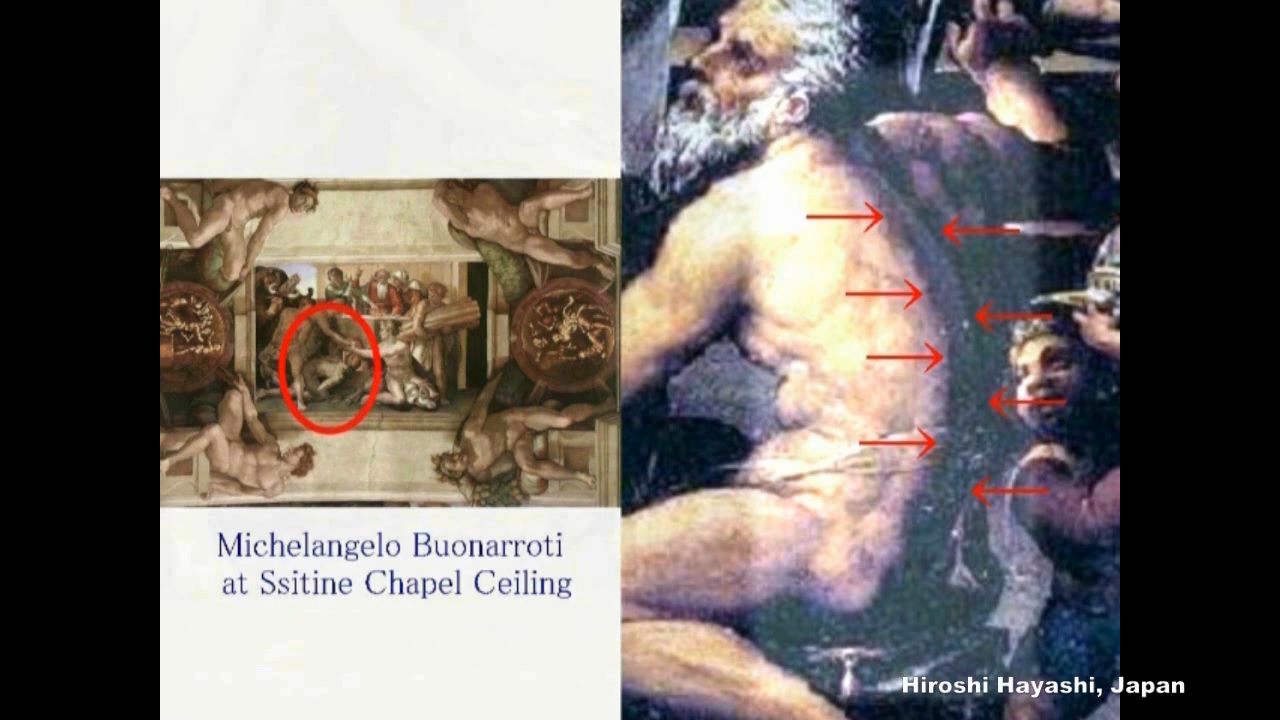 Michelangelo Buonarroti
at Ssitine Chapel Ceiling
Hiroshi Hayashi, Japan